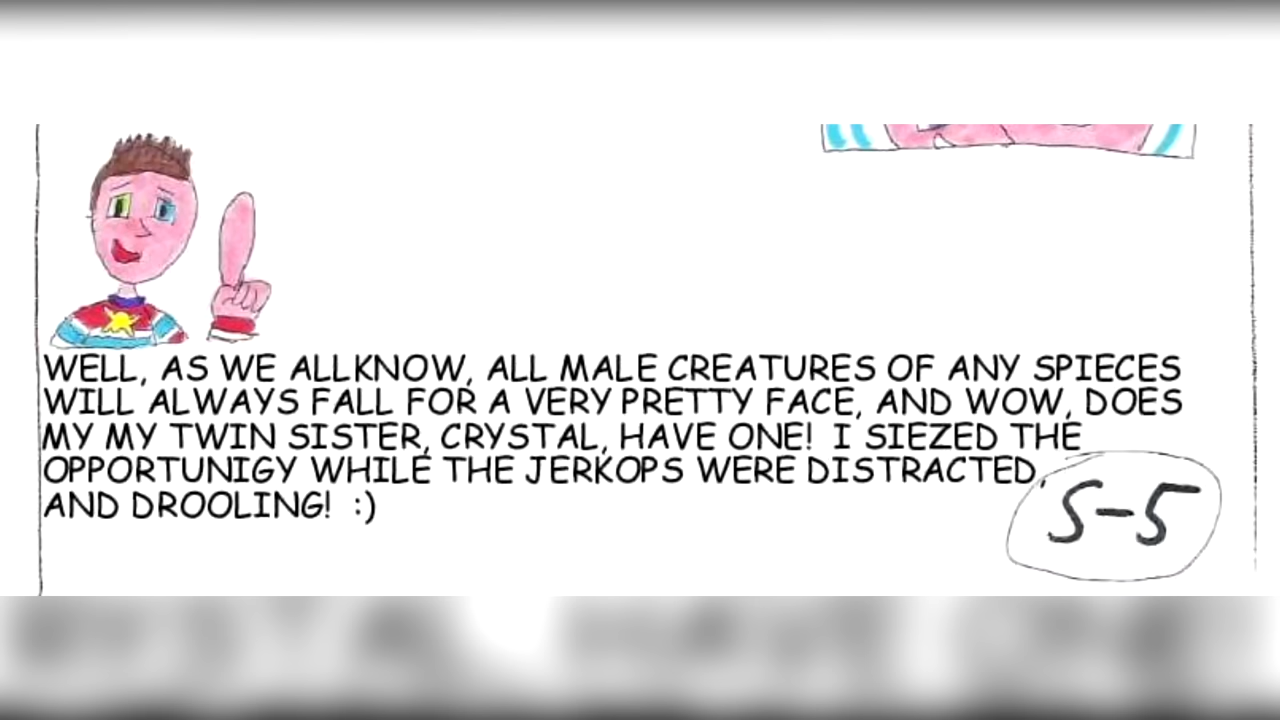 WELL, AS WE ALLKNOW, ALL MALE CREATURES OF ANY SPIECES
WILL ALWAYS FALL FOR A VERY PRETTY FACE, AND WOW, DOES
MY MY TWIN SISTER, CRYSTAL, HAVE ONE!  I SIEZED THE
OPPORTUNIGY WHILE THE JERKOPS WERE DISTRACTED,
AND DROOLING!  :)
S-5